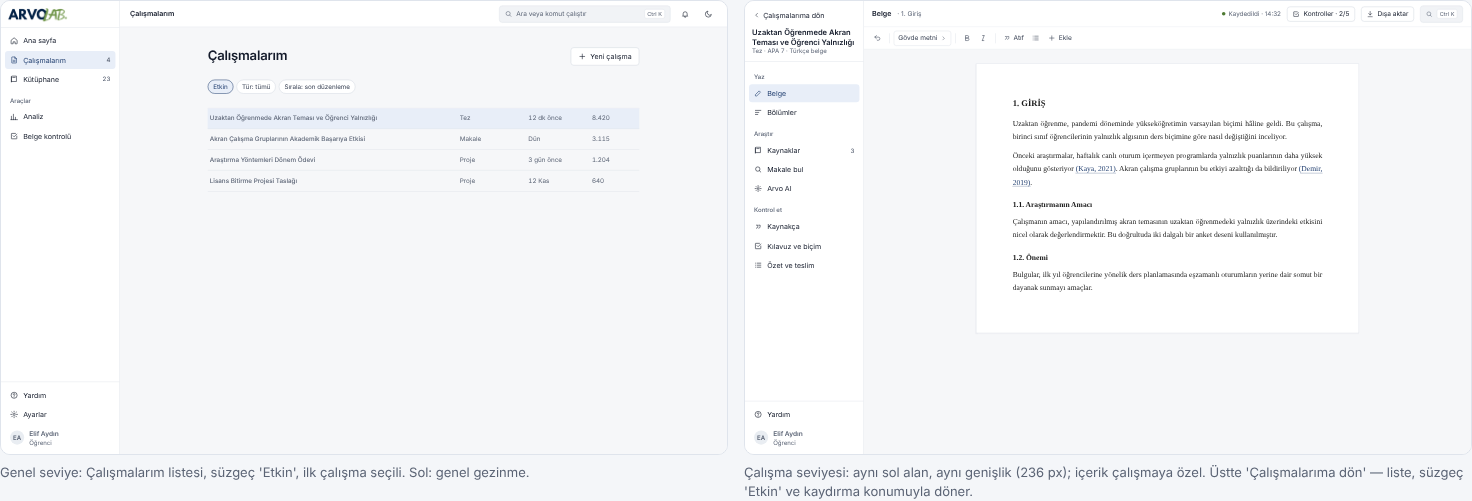 ARVO LAB
Çalışmalarım
Ara veya komut çalıştır
Ctrl K
Ana sayfa
Çalışmalarım 4
Kütüphane 23
Araçlar
Analiz
Belge kontrolü
Çalışmalarım
+ Yeni çalışma
Etkin
Tür: tümü
Sırala: son düzenleme
Uzaktan Öğrenmede Akran Teması ve Öğrenci Yalnızlığı Tez 12 dk önce 8.420
Akran Çalışma Gruplarının Akademik Başarıya Etkisi Makale Dün 3.115
Araştırma Yöntemleri Dönem Ödevi Proje 3 gün önce 1.204
Lisans Bitirme Projesi Taslağı Proje 12 Kas 640
Yardım
Ayarlar
EA Elif Aydın
Öğrenci
Genel seviye: Çalışmalarım listesi, süzgeç 'Etkin', ilk çalışma seçili. Sol: genel gezinme.
‹ Çalışmalarıma dön
Uzaktan Öğrenmede Akran
Teması ve Öğrenci Yalnızlığı
Tez · APA 7 · Türkçe belge
Yaz
Belge
Bölümler
Araştır
Kaynaklar 3
Makale bul
Arvo AI
Kontrol et
Kaynakça
Kılavuz ve biçim
Özet ve teslim
Yardım
EA Elif Aydın
Öğrenci
Belge · 1. Giriş
Kaydedildi · 14:32
Kontroller · 2/5
Dışa aktar
Ctrl K
Gövde metni ›
B
I
Atıf
+ Ekle
1. GİRİŞ
Uzaktan öğrenme, pandemi döneminde yükseköğretimin varsayılan biçimi hâline geldi. Bu çalışma,
birinci sınıf öğrencilerinin yalnızlık algısının ders biçimine göre nasıl değiştiğini inceliyor.
Önceki araştırmalar, haftalık canlı oturum içermeyen programlarda yalnızlık puanlarının daha yüksek
olduğunu gösteriyor (Kaya, 2021). Akran çalışma gruplarının bu etkiyi azalttığı da bildiriliyor (Demir,
2019).
1.1. Araştırmanın Amacı
Çalışmanın amacı, yapılandırılmış akran temasının uzaktan öğrenmedeki yalnızlık üzerindeki etkisini
nicel olarak değerlendirmektir. Bu doğrultuda iki dalgalı bir anket deseni kullanılmıştır.
1.2. Önemi
Bulgular, ilk yıl öğrencilerine yönelik ders planlamasında eşzamanlı oturumların yerine dair somut bir
dayanak sunmayı amaçlar.
Çalışma seviyesi: aynı sol alan, aynı genişlik (236 px); içerik çalışmaya özel. Üstte 'Çalışmalarıma dön' — liste, süzgeç
'Etkin' ve kaydırma konumuyla döner.